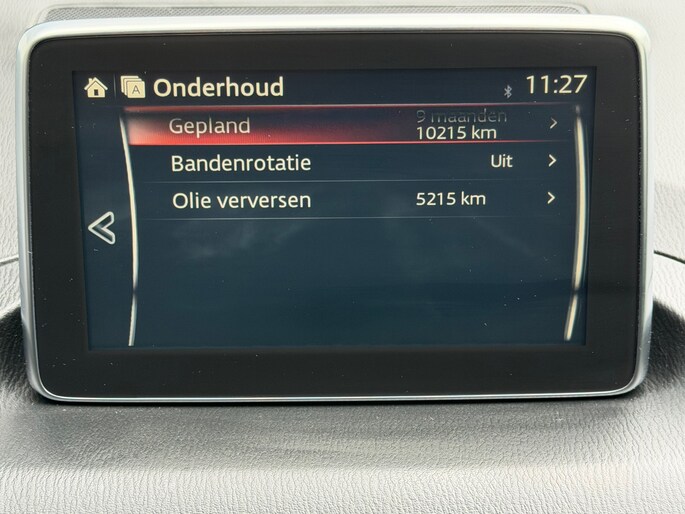 A Onderhoud 11:27
Gepland 9 maanden
10215 km
Bandenrotatie Uit
Olie verversen 5215 km